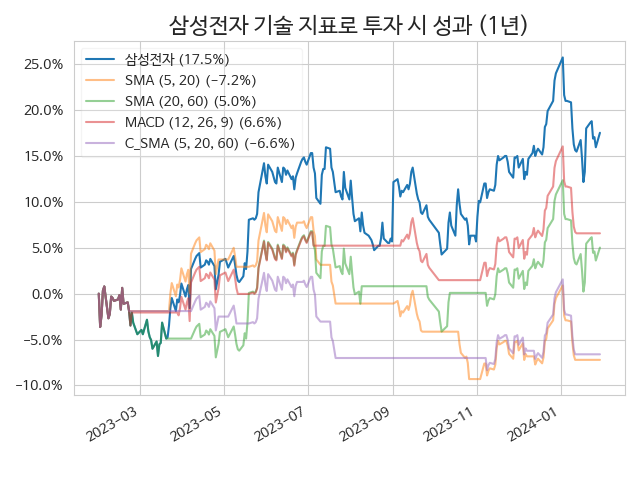 삼성전자 기술 지표로 투자 시 성과 (1년)
삼성전자 (17.5%)
SMA (5, 20) (−7.2%)
SMA (20, 60) (5.0%)
MACD (12, 26, 9) (6.6%)
C_SMA (5, 20, 60) (−6.6%)
25.0%
20.0%
15.0%
10.0%
5.0%
0.0%
−5.0%
−10.0%
2023-03
2023-05
2023-07
2023-09
2023-11
2024-01